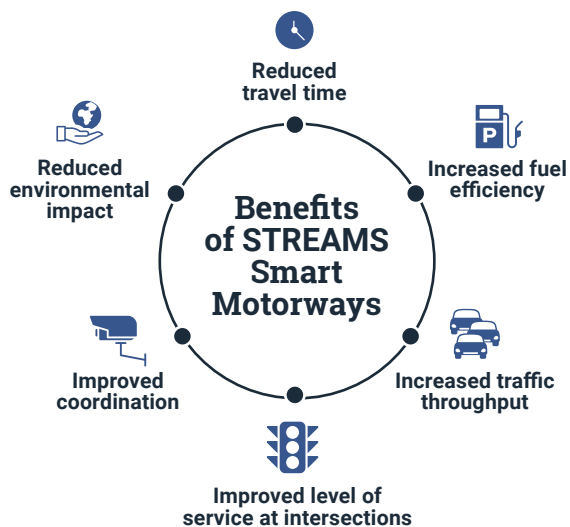 Reduced
travel time
P
Increased fuel
efficiency
Increased traffic
throughput
Improved level of
service at intersections
Improved
coordination
Reduced
environmental
impact
Benefits
of STREAMS
Smart
Motorways